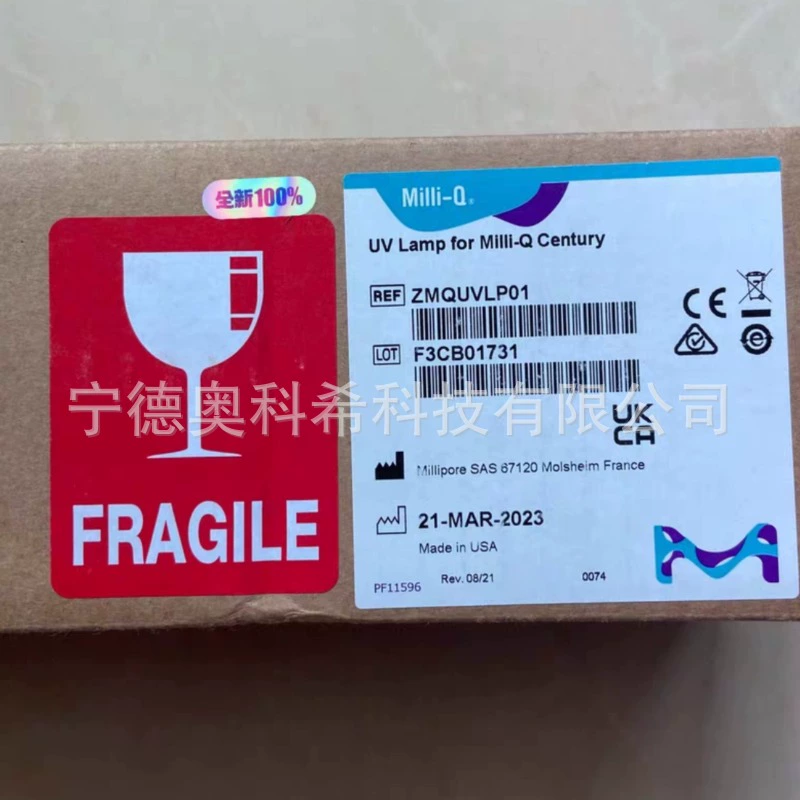 全新100%
FRAGILE
Milli-Q®
UV Lamp for Milli-Q Century
REF ZMQUVLP01
LOT F3CB01731
CE
UK
CA
Millipore SAS 67120 Molsheim France
21-MAR-2023
Made in USA
PF11596 Rev. 08/21 0074
M
宁德奥科希科技有限公司